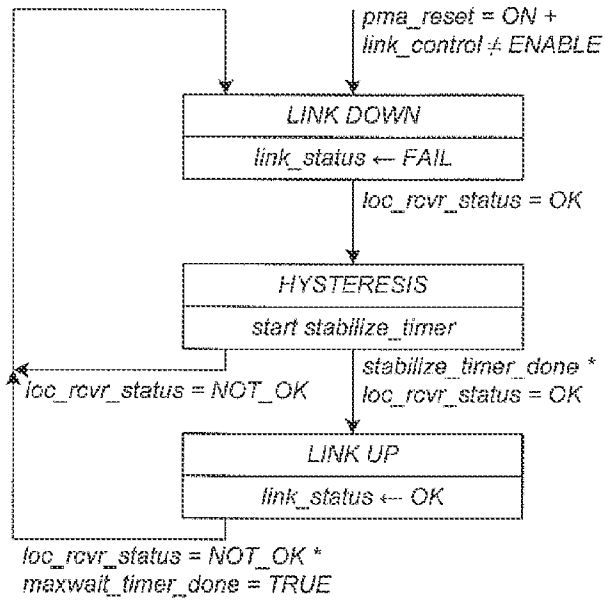 pma_reset = ON +
link_control ≠ ENABLE
LINK DOWN
link_status ← FAIL
loc_rcvr_status = OK
HYSTERESIS
start stabilize_timer
stabilize_timer_done *
loc_rcvr_status = OK
loc_rcvr_status = NOT_OK
LINK UP
link_status ← OK
loc_rcvr_status = NOT_OK *
maxwait_timer_done = TRUE